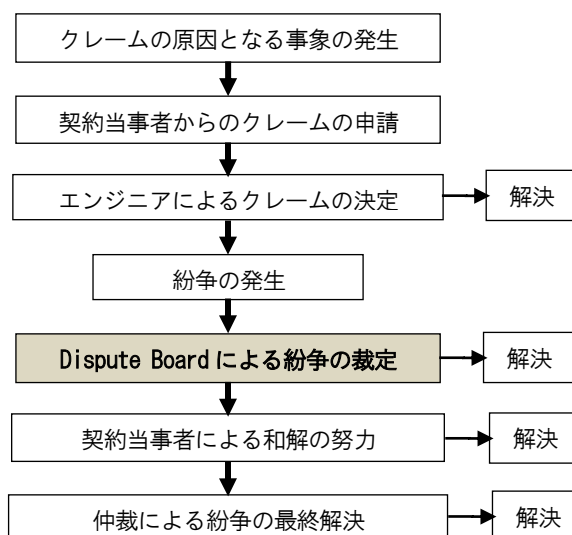 クレームの原因となる事象の発生
契約当事者からのクレームの申請
エンジニアによるクレームの決定
解決
紛争の発生
Dispute Boardによる紛争の裁定
解決
契約当事者による和解の努力
解決
仲裁による紛争の最終解決
解決